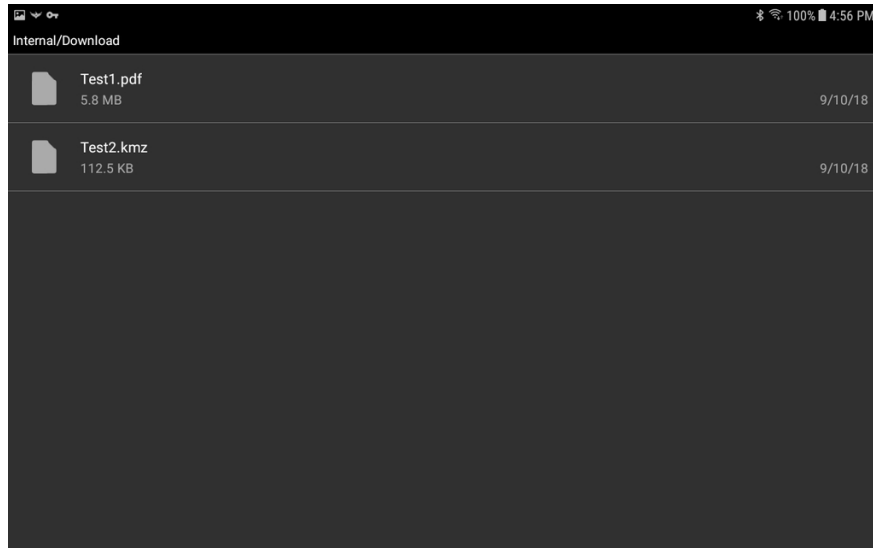 100% 4:56 PM
Internal/Download
Test1.pdf
5.8 MB
9/10/18
Test2.kmz
112.5 KB
9/10/18